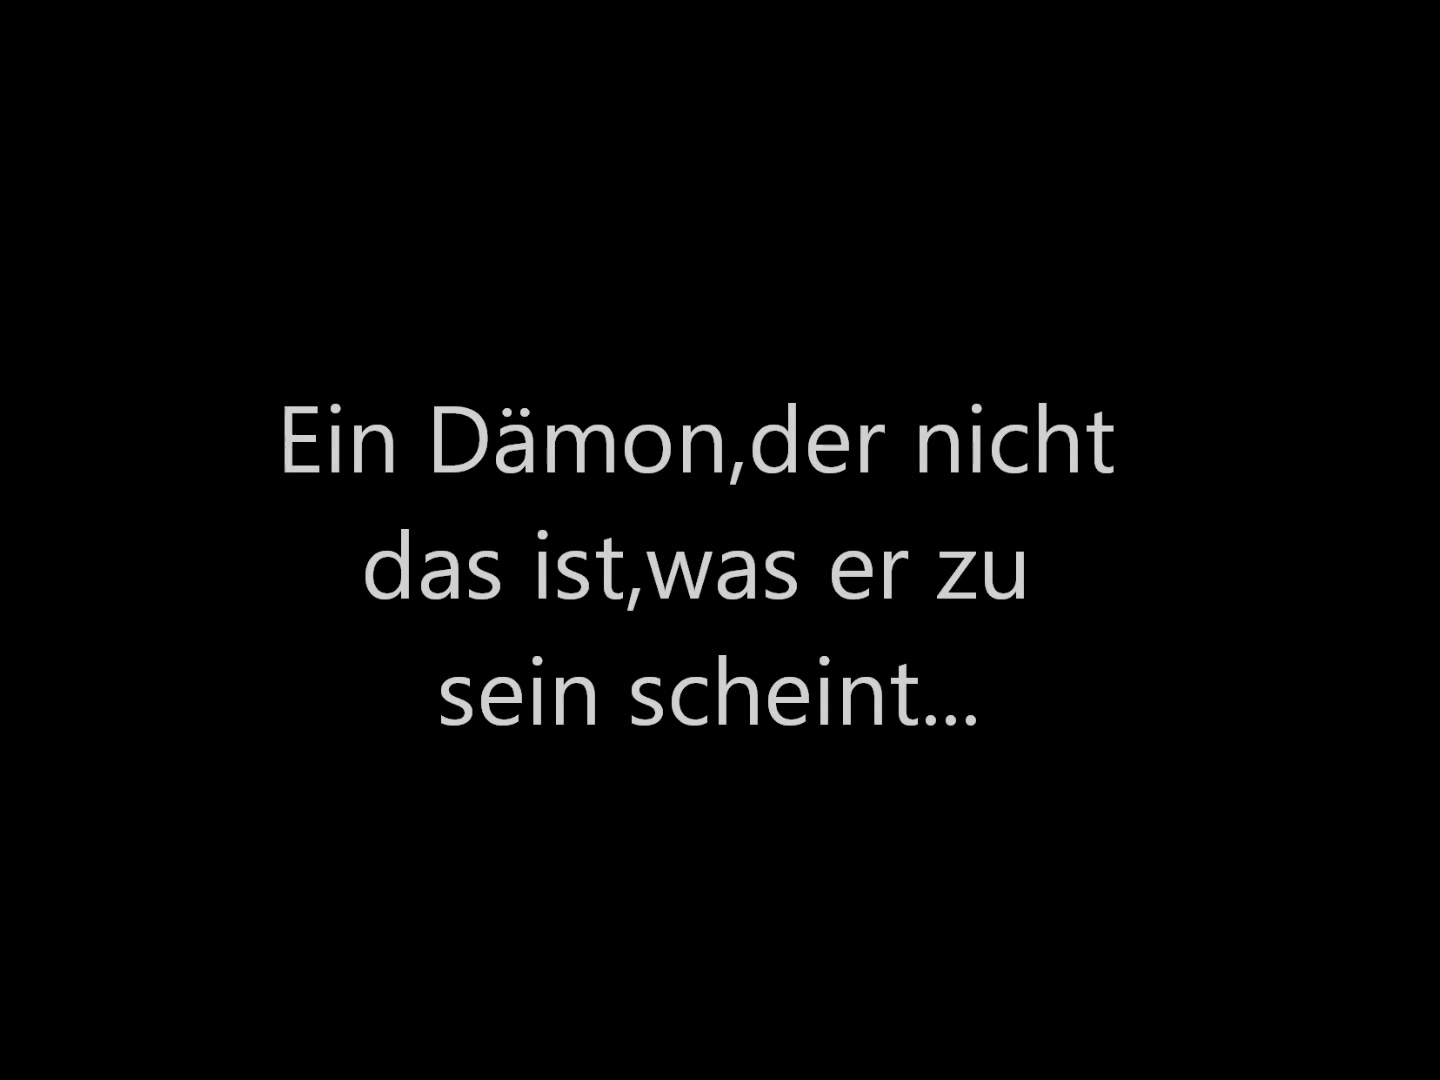 Ein Dämon,der nicht
das ist,was er zu
sein scheint...